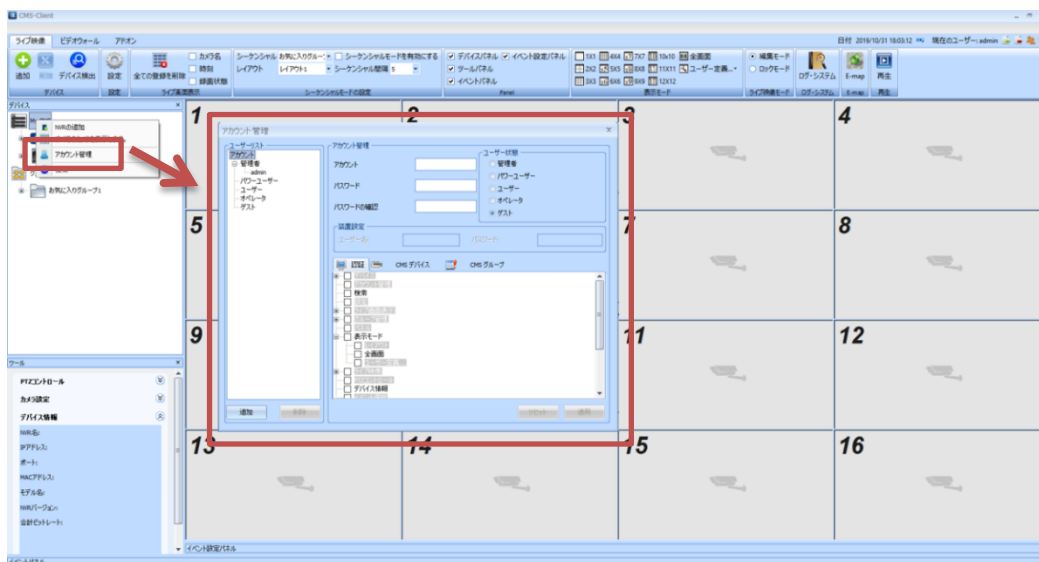 CMS-Client
ライブ映像 ビデオウォール アドオン
日付 2019/10/31 18:03:12 現在のユーザー: admin
追加 デバイス検出 設定 全ての登録を削除
カメラ名
時刻
録画状態
シーケンシャル お気に入りグループ シーケンシャルモードを有効にする
レイアウト レイアウト1 シーケンシャル間隔 5
デバイスパネル イベント設定パネル
ツールパネル
イベントパネル
1X1 4X4 7X7 10x10 全画面
2X2 5X5 8X8 11X11 ユーザー定義...
3X3 6X6 9X9 12X12
編集モード
ロックモード
ログ・システム E-map 再生
デバイス 設定 ライブ画面表示 シーケンシャルモードの設定 Panel 表示モード ライブ映像モード ログ・システム E-map 再生
デバイス
NVRの追加
アカウント管理
お気に入りグループ1
1 2 3 4
5 7 8
9 11 12
13 14 15 16
アカウント管理
ユーザーリスト
アカウント
管理者
admin
パワーユーザー
ユーザー
オペレータ
ゲスト
アカウント管理
アカウント
パスワード
パスワードの確認
ユーザー状態
管理者
パワーユーザー
ユーザー
オペレータ
ゲスト
装置設定
ユーザー名:
パスワード:
認証 CMS デバイス CMS グループ
検索
表示モード
全画面
デバイス情報
追加 削除 リセット 適用
ツール
PTZコントロール
カメラ設定
デバイス情報
NVR名:
IPアドレス:
ポート:
MACアドレス:
モデル名:
NVRバージョン:
合計ビットレート:
イベント設定パネル
イベントパネル